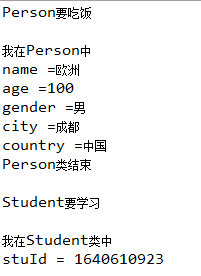 Person要吃饭
我在Person中
name =欧洲
age =100
gender =男
city =成都
country =中国
Person类结束
Student要学习
我在Student类中
stuId = 1640610923